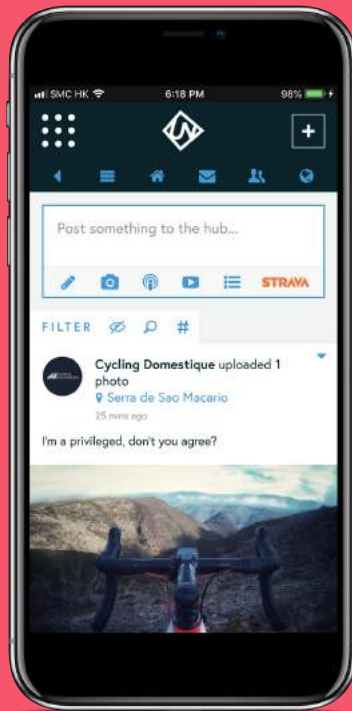 SMC HK
6:18 PM
98%
Post something to the hub...
STRAVA
FILTER
#
Cycling Domestique uploaded 1
photo
Serra de Sao Macario
25 mins ago
I'm a privileged, don't you agree?